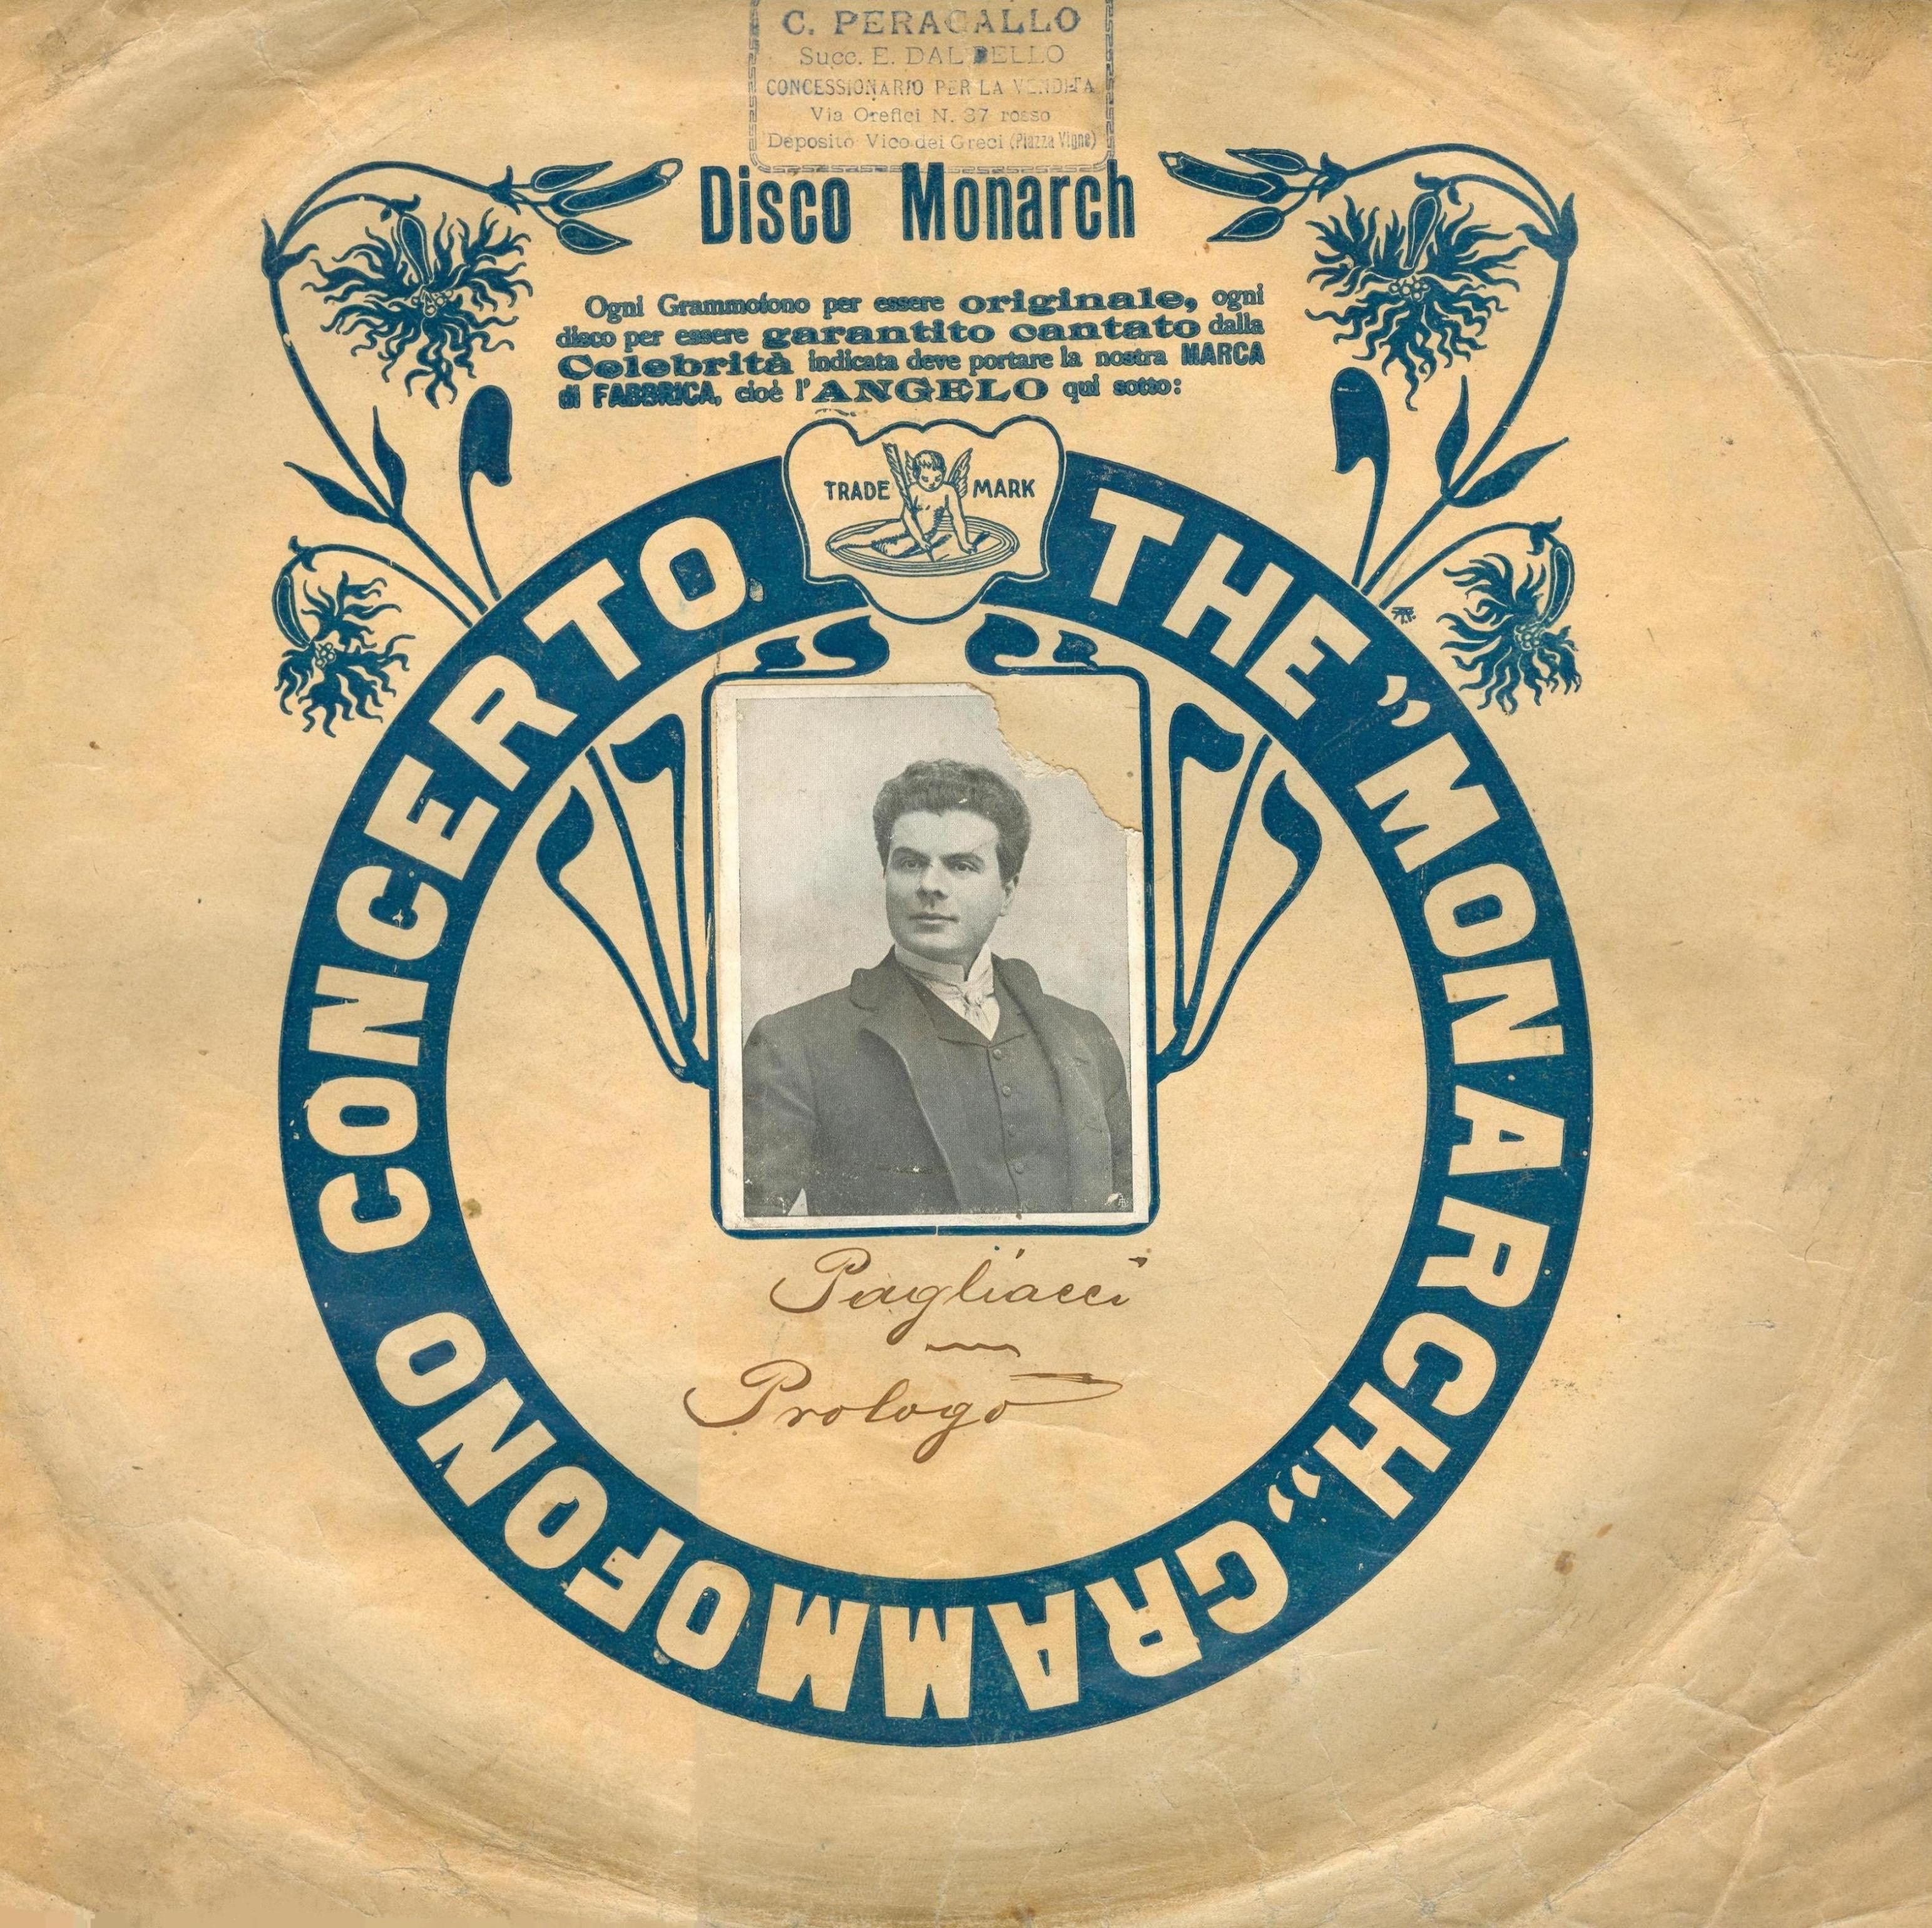 C. PERAGALLO
Succ. E. DAL BELLO
CONCESSIONARIO PER LA VENDITA
Via Orefici N. 37 rosso
Deposito Vico dei Greci (Piazza Vigne)
Disco Monarch
Ogni Grammofono per essere originale, ogni
disco per essere garantito cantato dalla
Celebrità indicata deve portare la nostra MARCA
di FABBRICA, cioè l'ANGELO qui sotto:
TRADE MARK
THE "MONARCH" GRAMMOFONO CONCERTO
Pagliacci
Prologo